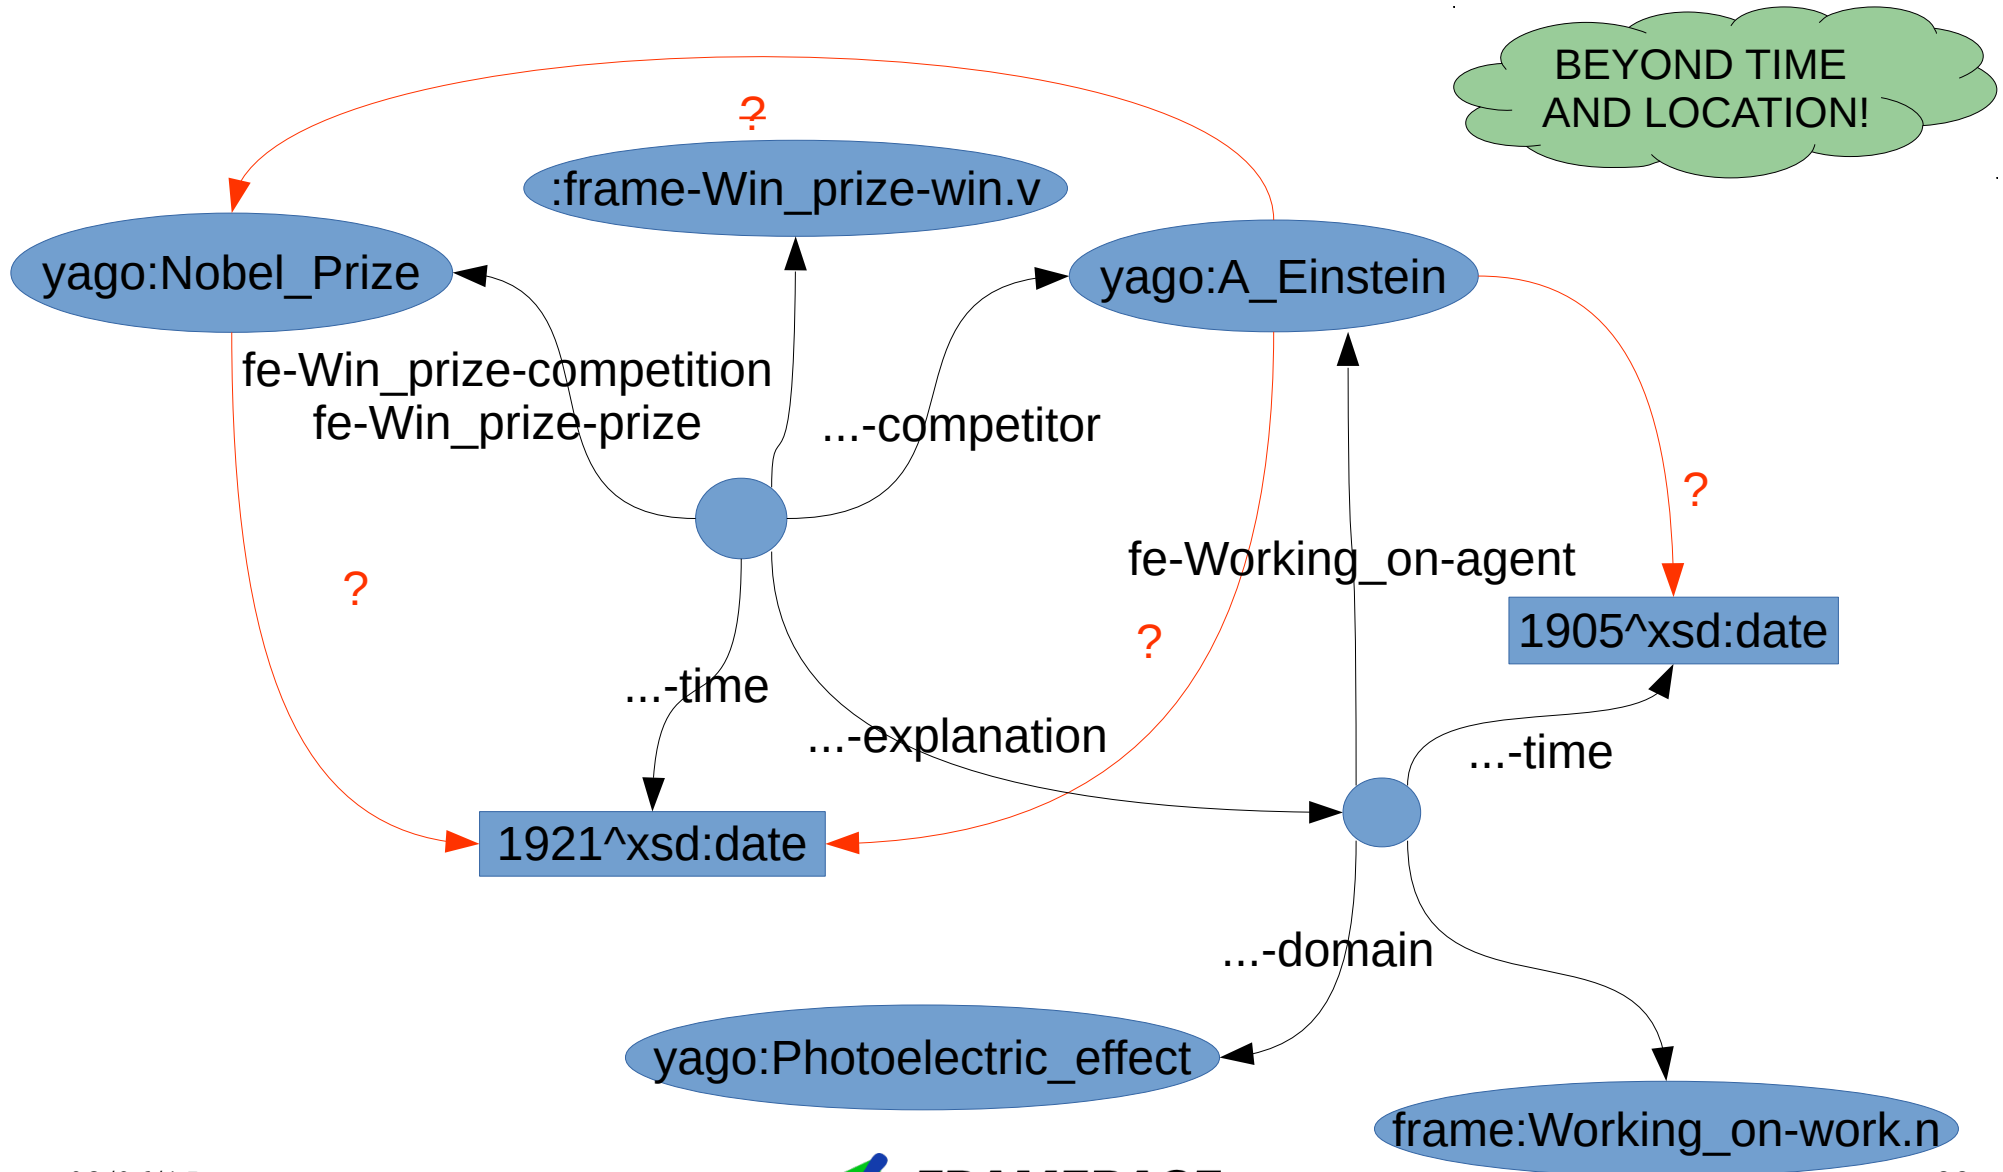 BEYOND TIME
AND LOCATION!
?
:frame-Win_prize-win.v
yago:Nobel_Prize
yago:A_Einstein
fe-Win_prize-competition
fe-Win_prize-prize
...-competitor
?
fe-Working_on-agent
?
?
1905^xsd:date
...-time
...-explanation
...-time
1921^xsd:date
...-domain
yago:Photoelectric_effect
frame:Working_on-work.n